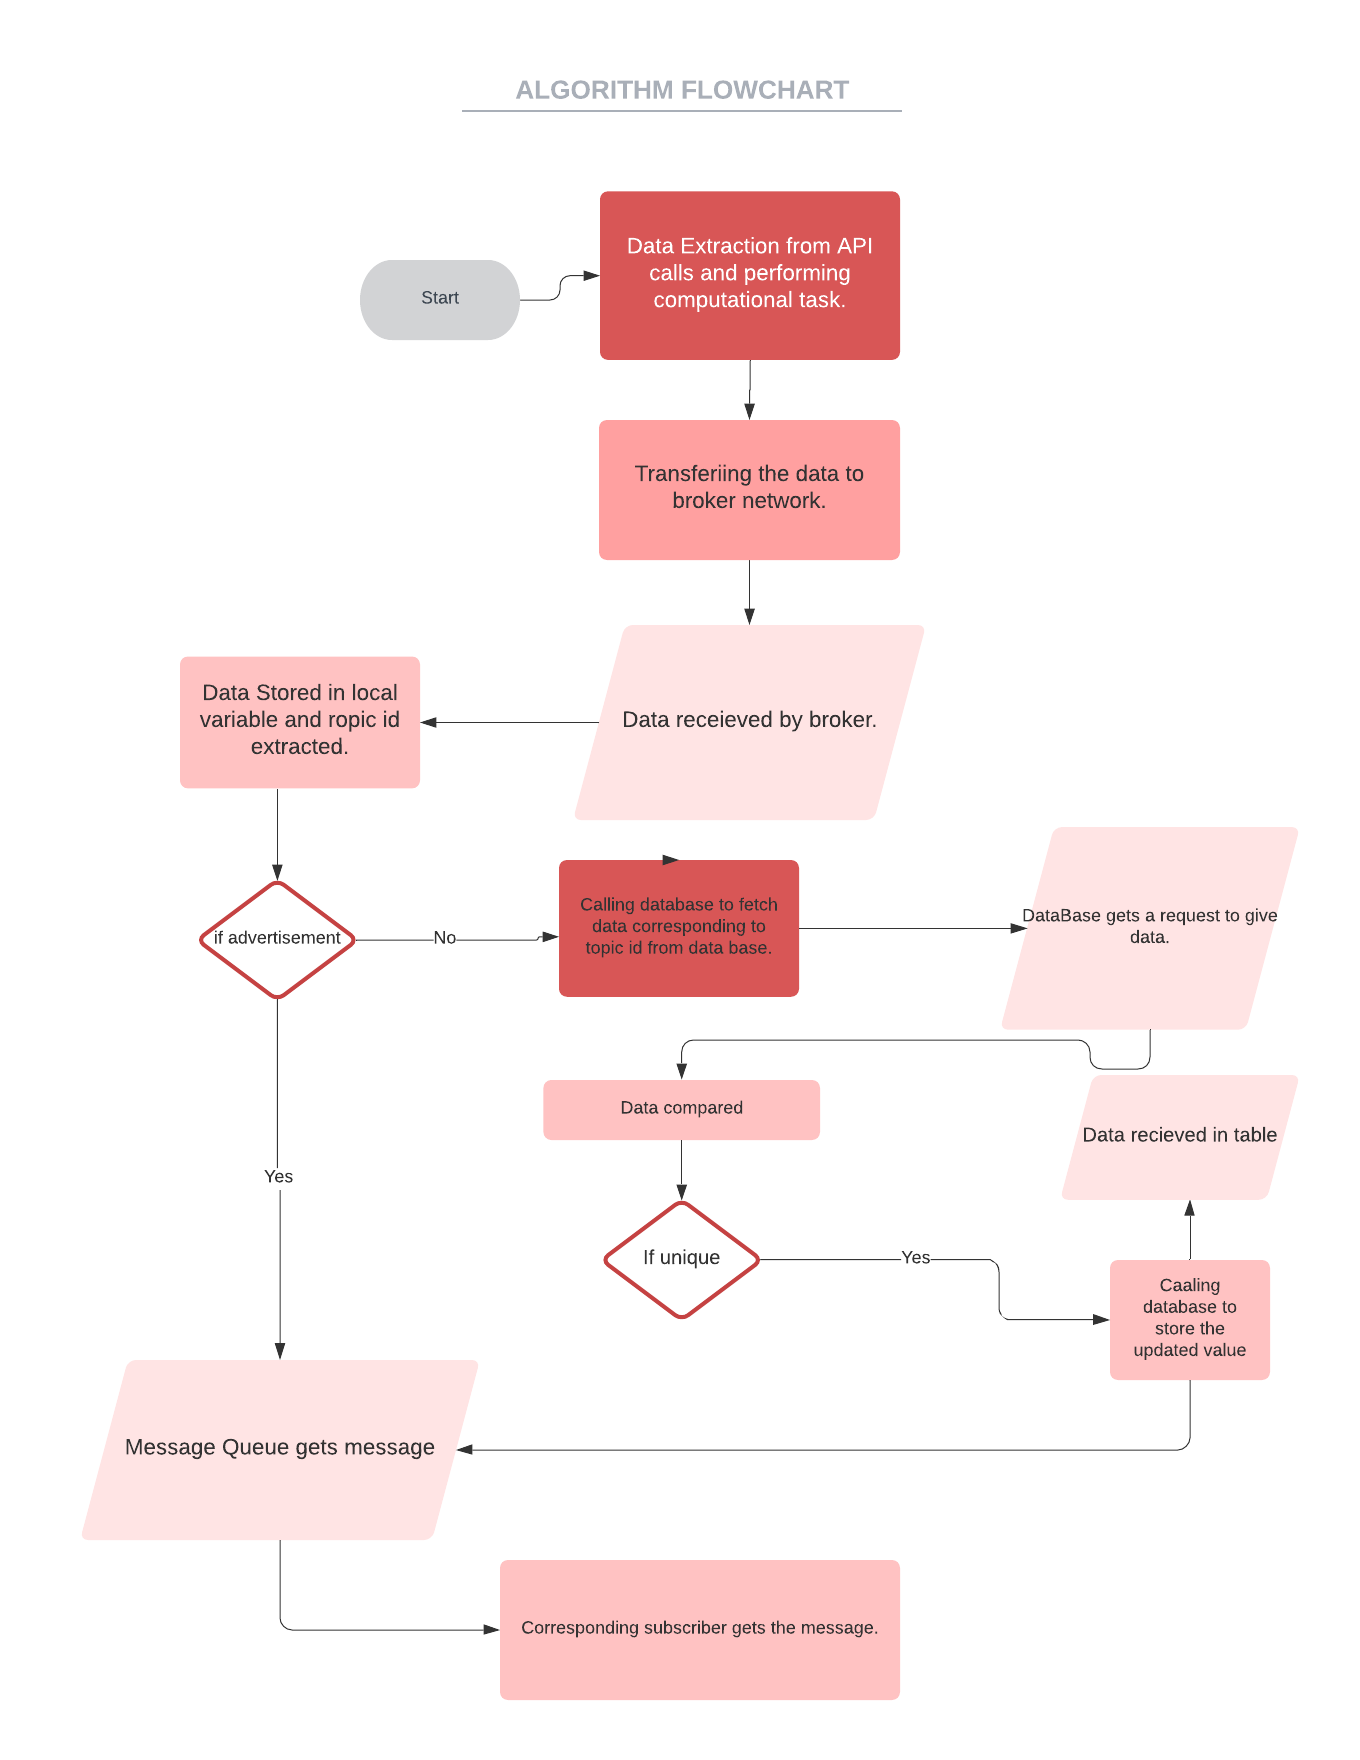 ALGORITHM FLOWCHART
Start
Data Extraction from API
calls and performing
computational task.
Transferiing the data to
broker network.
Data Stored in local
variable and ropic id
extracted.
Data receieved by broker.
if advertisement
No
Calling database to fetch
data corresponding to
topic id from data base.
DataBase gets a request to give
data.
Data compared
Data recieved in table
Yes
If unique
Yes
Caaling
database to
store the
updated value
Message Queue gets message
Corresponding subscriber gets the message.